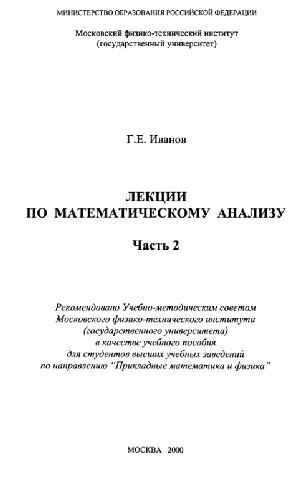 МИНИСТЕРСТВО ОБРАЗОВАНИЯ РОССИЙСКОЙ ФЕДЕРАЦИИ
Московский физико-технический институт
(государственный университет)
Г.Е. Иванов
ЛЕКЦИИ
ПО МАТЕМАТИЧЕСКОМУ АНАЛИЗУ
Часть 2
Рекомендовано Учебно-методическим советом
Московского физико-технического института
(государственного университета)
в качестве учебного пособия
для студентов высших учебных заведений
по направлению "Прикладные математика и физика"
МОСКВА 2000